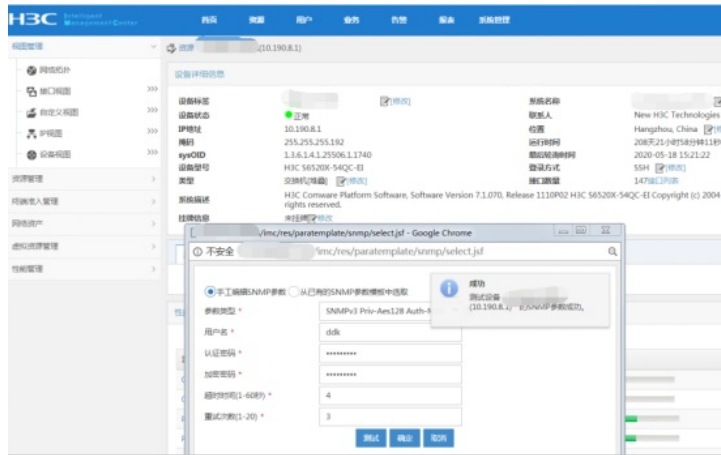 H3C Intelligent Management Center
首页 资源 用户 业务 告警 报表 系统管理
视图管理
网络拓扑
接口视图
自定义视图
IP视图
设备视图
资源管理
终端准入管理
网络资产
虚拟资源管理
性能管理
资源 (10.190.8.1)
设备详细信息
设备标签 [修改] 系统名称
设备状态 正常 联系人 New H3C Technologies
IP地址 10.190.8.1 位置 Hangzhou, China
掩码 255.255.255.192 运行时间 208天21小时58分钟11秒
sysOID 1.3.6.1.4.1.25506.1.1740 最后轮询时间 2020-05-18 15:21:22
设备型号 H3C S6520X-54QC-EI 登录方式 SSH [修改]
类型 交换机[堆叠] [修改] 接口数量 147接口列表
系统描述 H3C Comware Platform Software, Software Version 7.1.070, Release 1110P02 H3C S6520X-54QC-EI Copyright (c) 2004
rights reserved.
挂牌信息 未挂牌[修改]
/imc/res/paratemplate/snmp/select.jsf - Google Chrome
不安全 /imc/res/paratemplate/snmp/select.jsf
手工编辑SNMP参数 从已有的SNMP参数模板中选取
成功
测试设备
(10.190.8.1) 的SNMP参数成功。
参数类型 * SNMPv3 Priv-Aes128 Auth-
用户名 * ddk
认证密码 * •••••••••
加密密码 * •••••••••
超时时间(1-60秒) * 4
重试次数(1-20) * 3
测试 确定 取消